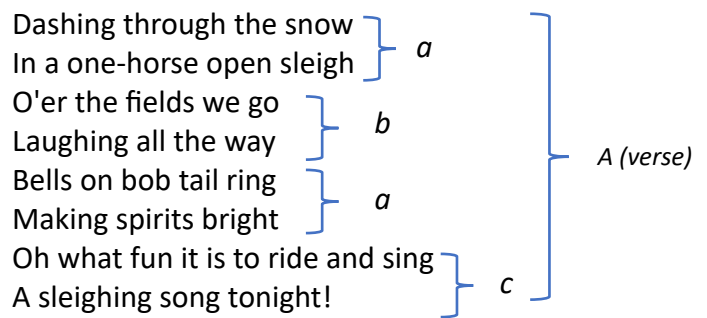 Dashing through the snow
In a one-horse open sleigh
a
O'er the fields we go
Laughing all the way
b
Bells on bob tail ring
Making spirits bright
a
Oh what fun it is to ride and sing
A sleighing song tonight!
c
A (verse)